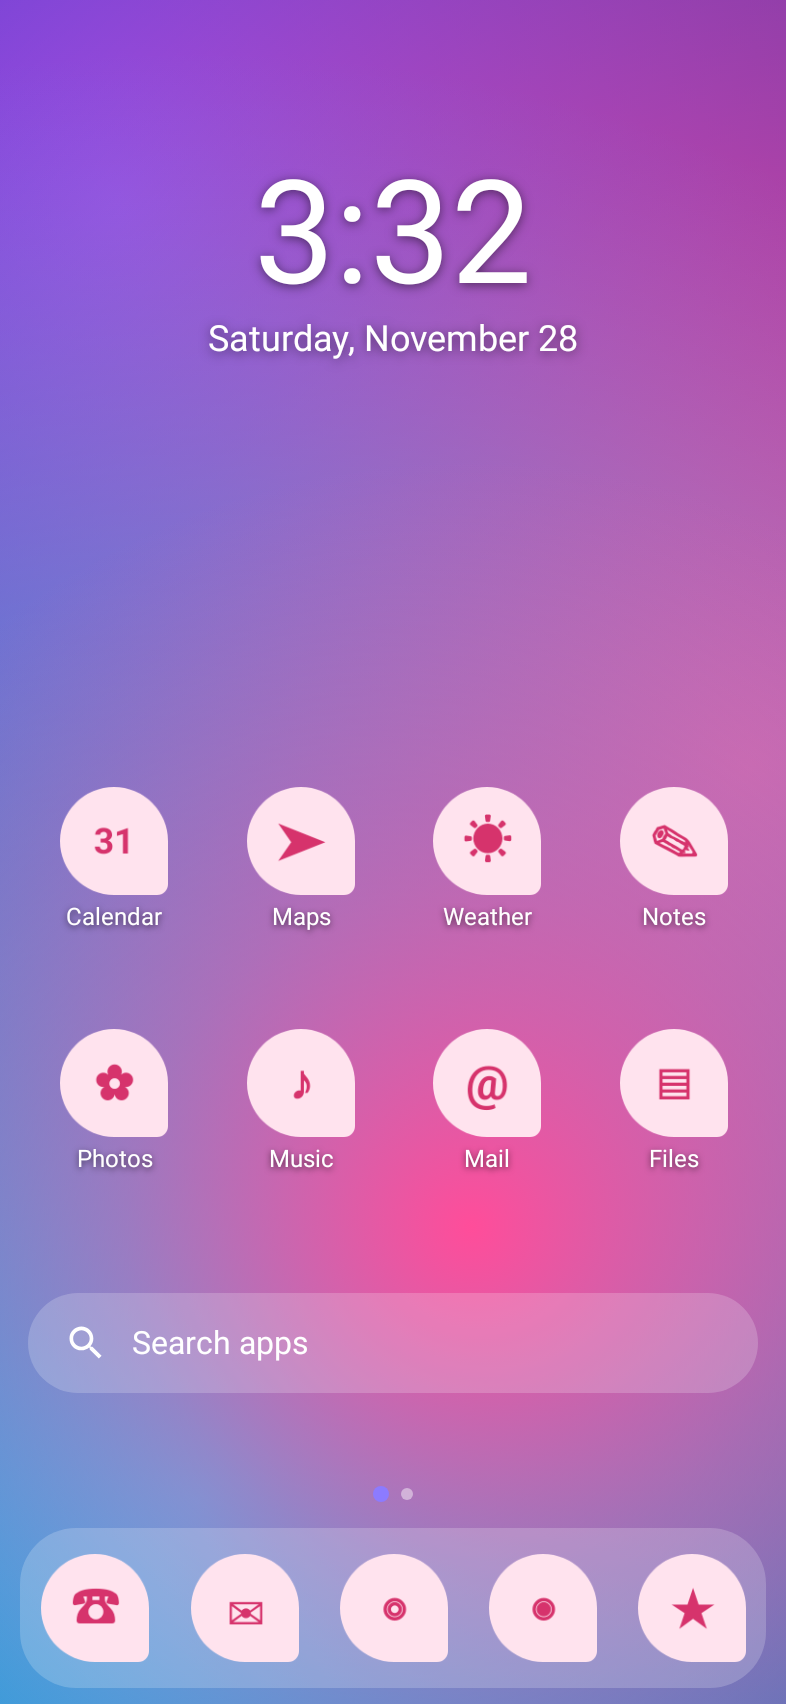 3:32
Saturday, November 28
31
Calendar
Maps
Weather
Notes
@
Photos
Music
Mail
Files
Search apps